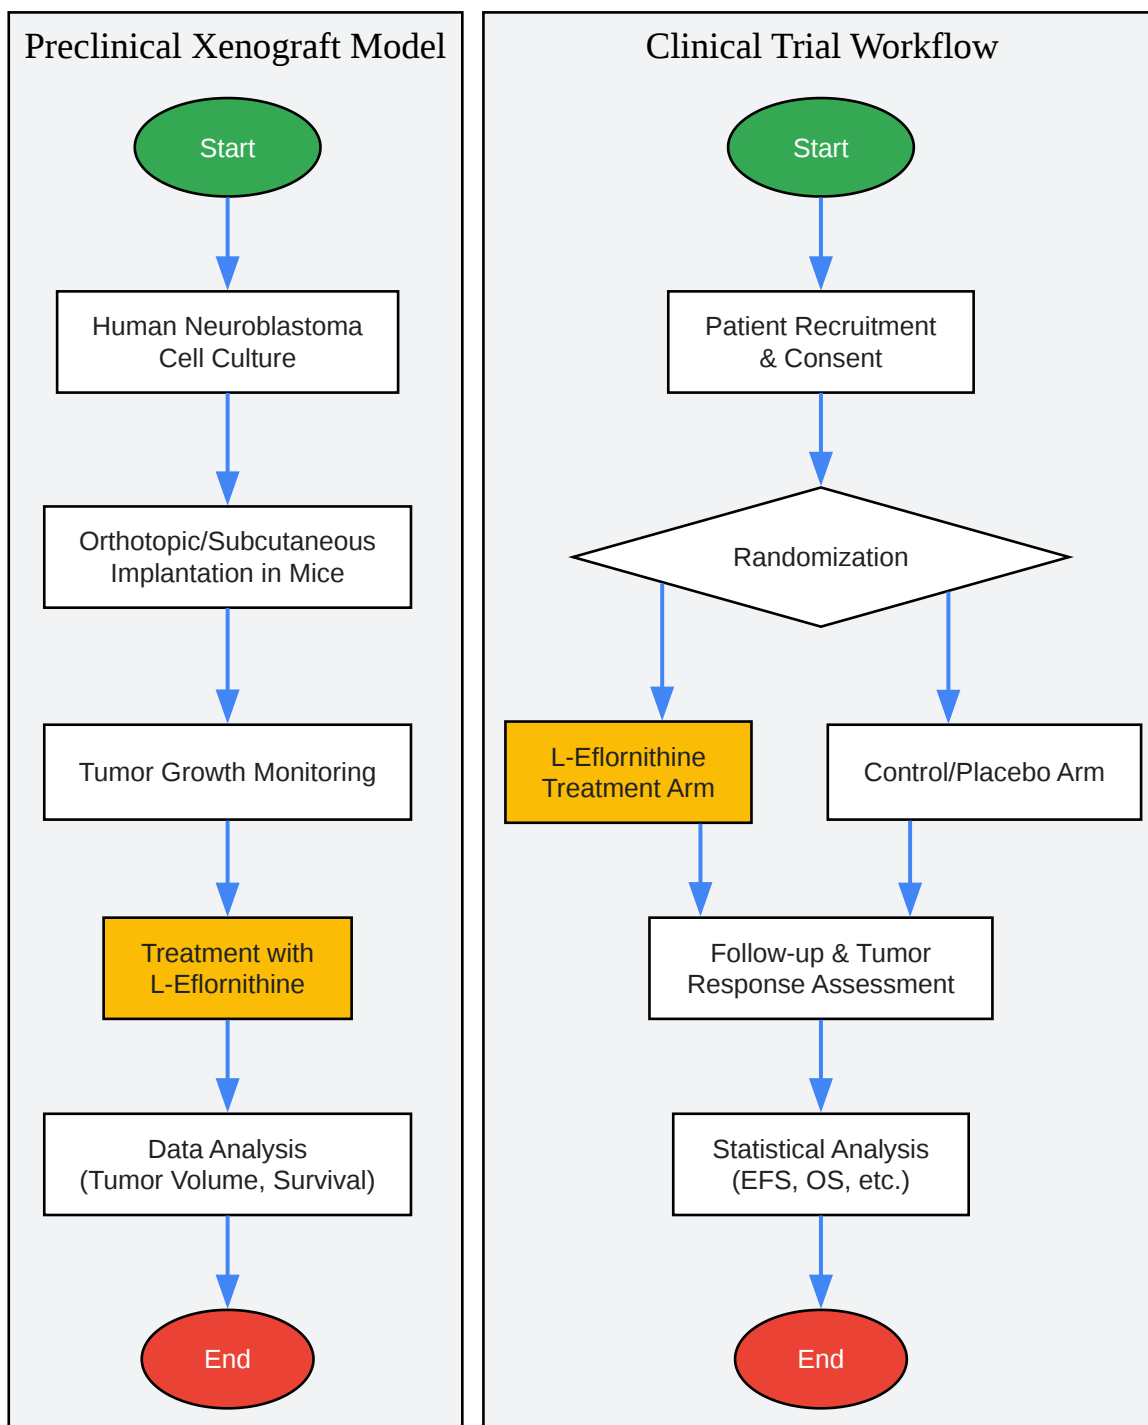 Preclinical Xenograft Model
Start
Human Neuroblastoma
Cell Culture
Orthotopic/Subcutaneous
Implantation in Mice
Tumor Growth Monitoring
Treatment with
L-Eflornithine
Data Analysis
(Tumor Volume, Survival)
End
Clinical Trial Workflow
Start
Patient Recruitment
& Consent
Randomization
L-Eflornithine
Treatment Arm
Control/Placebo Arm
Follow-up & Tumor
Response Assessment
Statistical Analysis
(EFS, OS, etc.)
End